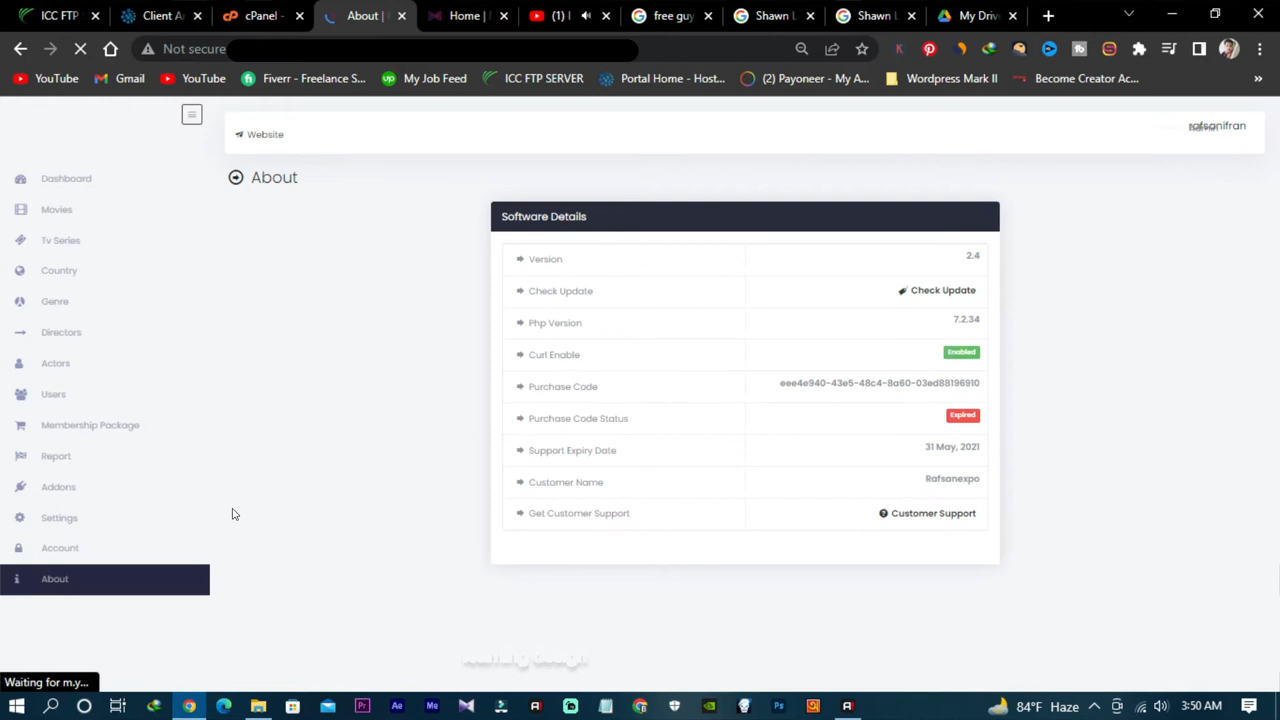 ICC FTP
Client Ar
cPanel -
About |
Home |
(1) |
free guy
Shawn L
Shawn L
My Driv
Not secure
YouTube
Gmail
YouTube
Fiverr - Freelance S...
My Job Feed
ICC FTP SERVER
Portal Home - Host...
(2) Payoneer - My A...
Wordpress Mark II
Become Creator Ac...
Website
rafsanifran
Admin
About
Dashboard
Movies
Tv Series
Country
Genre
Directors
Actors
Users
Membership Package
Report
Addons
Settings
Account
About
Software Details
Version 2.4
Check Update Check Update
Php Version 7.2.34
Curl Enable Enabled
Purchase Code eee4e940-43e5-48c4-8a60-03ed88196910
Purchase Code Status Expired
Support Expiry Date 31 May, 2021
Customer Name Rafsanexpo
Get Customer Support Customer Support
Waiting for m.y...
84°F Haze
3:50 AM